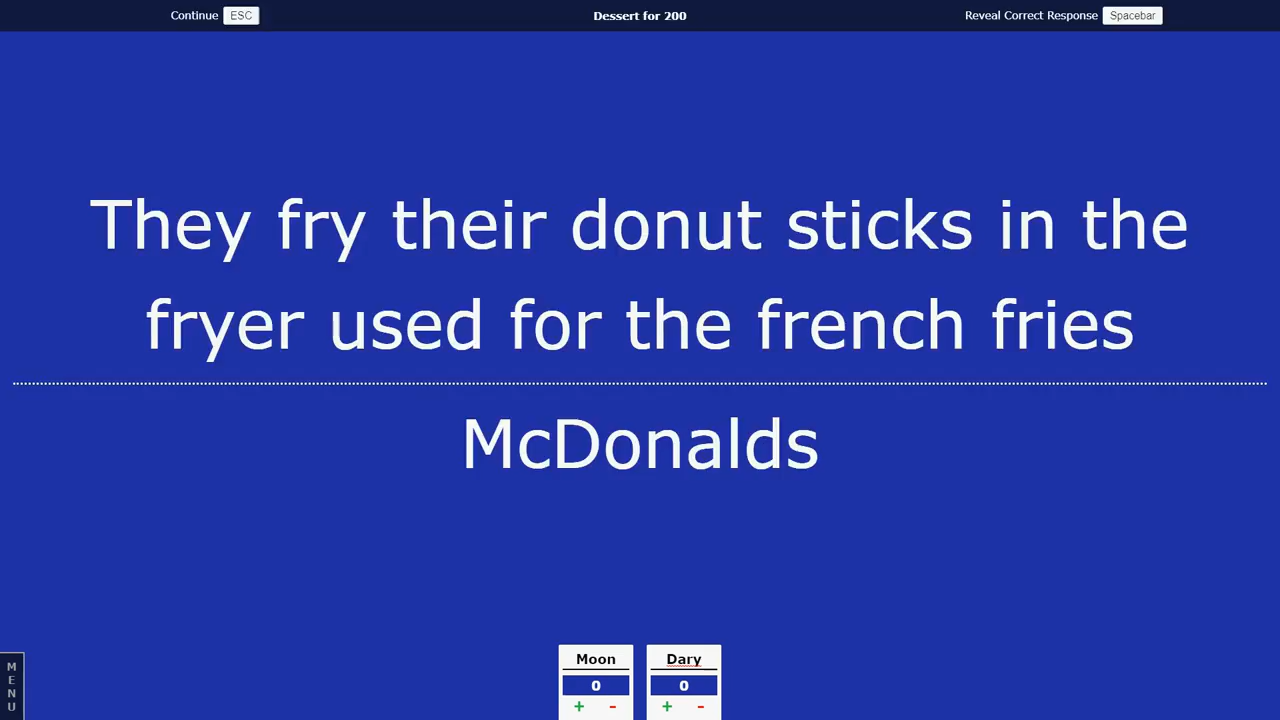 Continue ESC
Dessert for 200
Reveal Correct Response Spacebar
They fry their donut sticks in the
fryer used for the french fries
McDonalds
MENU
Moon
0
+ -
Dary
0
+ -